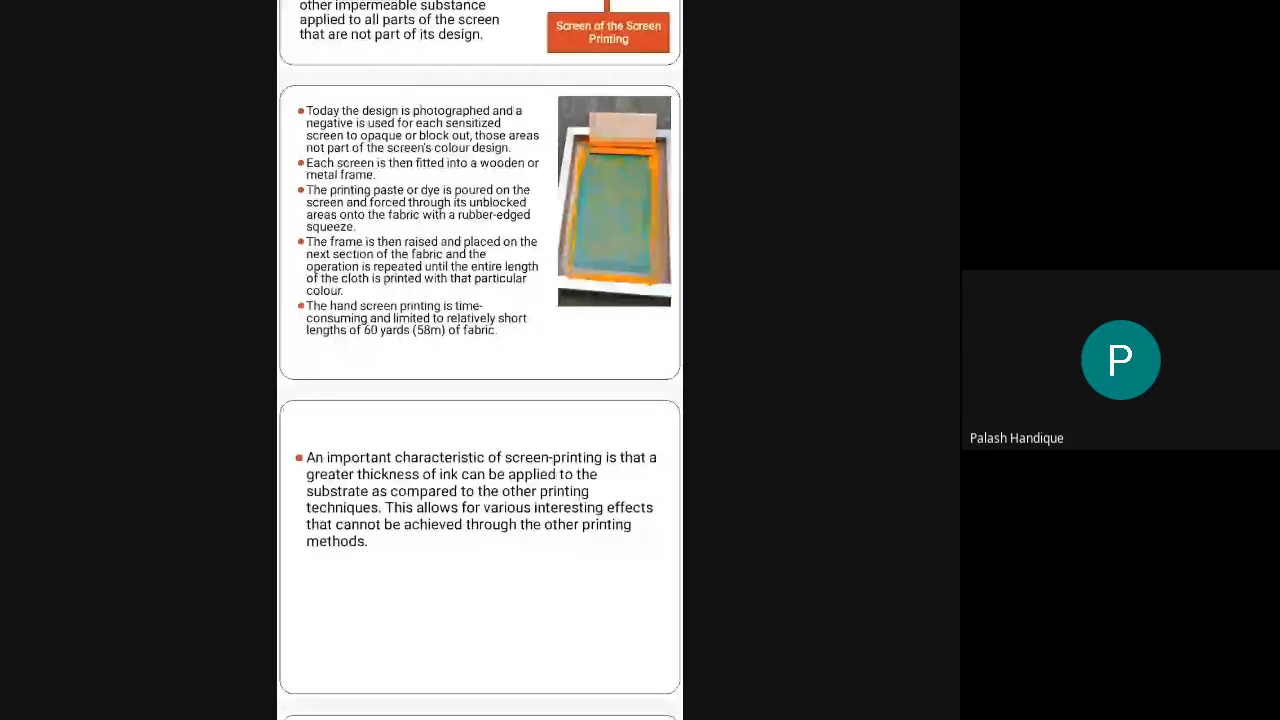 other impermeable substance
applied to all parts of the screen
that are not part of its design.
Screen of the Screen
Printing
Today the design is photographed and a
negative is used for each sensitized
screen to opaque or block out, those areas
not part of the screen's colour design.
Each screen is then fitted into a wooden or
metal frame.
The printing paste or dye is poured on the
screen and forced through its unblocked
areas onto the fabric with a rubber-edged
squeeze.
The frame is then raised and placed on the
next section of the fabric and the
operation is repeated until the entire length
of the cloth is printed with that particular
colour.
The hand screen printing is time-
consuming and limited to relatively short
lengths of 60 yards (58m) of fabric.
An important characteristic of screen-printing is that a
greater thickness of ink can be applied to the
substrate as compared to the other printing
techniques. This allows for various interesting effects
that cannot be achieved through the other printing
methods.
P
Palash Handique